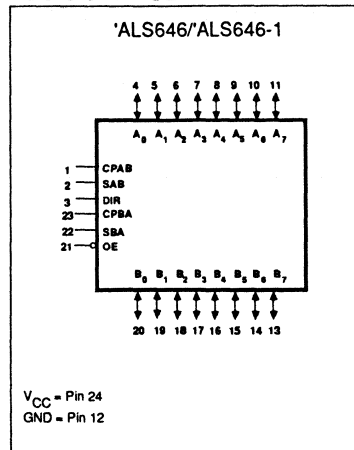 'ALS646/'ALS646-1
4 5 6 7 8 9 10 11
A0 A1 A2 A3 A4 A5 A6 A7
1 CPAB
2 SAB
3 DIR
23 CPBA
22 SBA
21 OE
B0 B1 B2 B3 B4 B5 B6 B7
20 19 18 17 16 15 14 13
VCC = Pin 24
GND = Pin 12